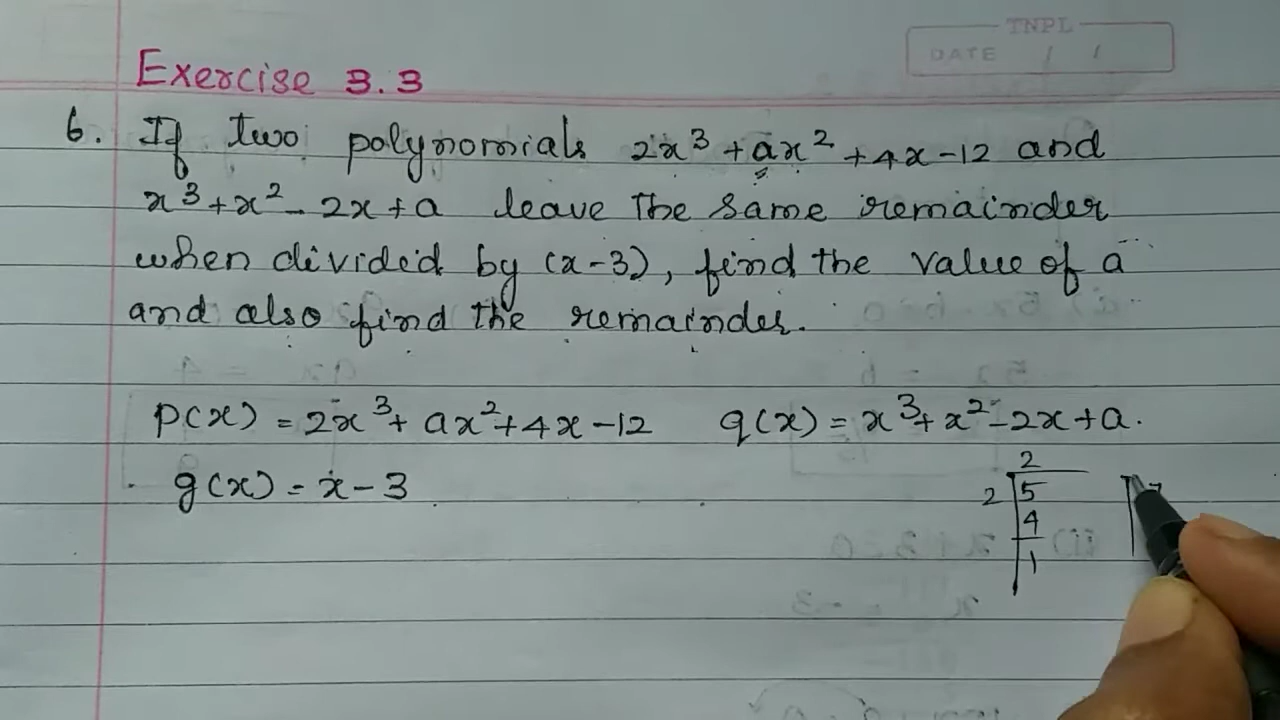 TNPL
DATE / /
Exercise 3.3
6. If two polynomials 2x³ + ax² + 4x - 12 and
x³ + x² - 2x + a leave the same remainder
when divided by (x - 3), find the value of a
and also find the remainder.
p(x) = 2x³ + ax² + 4x - 12 q(x) = x³ + x² - 2x + a.
g(x) = x - 3
2
2 5
4
1